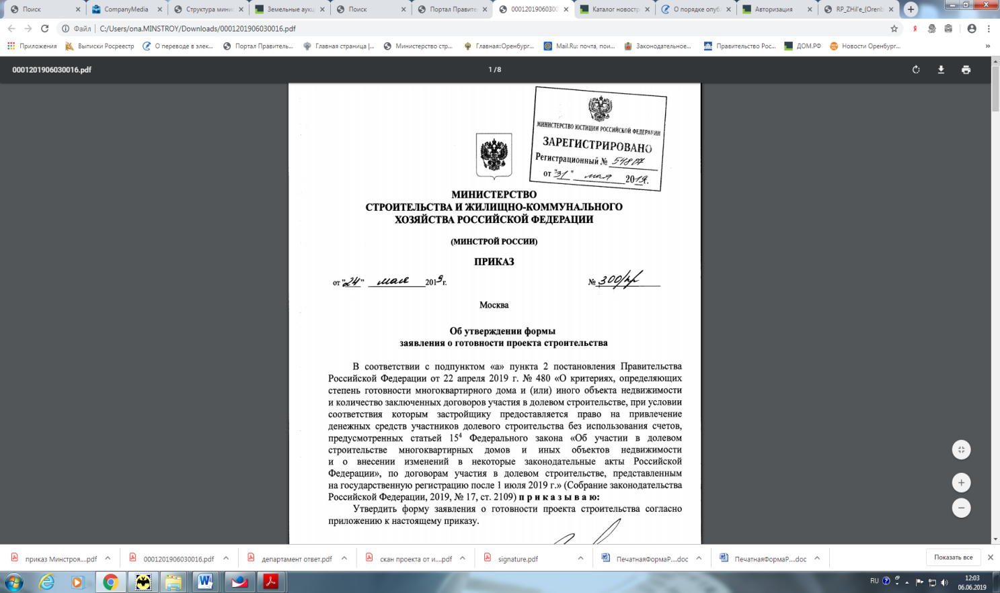 Поиск
CompanyMedia
Структура минис
Земельные аукц
Поиск
Портал Правите
00012019060300
Каталог новостр
О порядке опуб
Авторизация
RP_ZHil'e_(Orenb
Файл | C:/Users/ona.MINSTROY/Downloads/0001201906030016.pdf
Приложения
Выписки Росреестр
О переводе в элек...
Портал Правитель...
Главная страница |...
Министерство стр...
Главная::Оренбург...
Mail.Ru: почта, пои...
Законодательное...
Правительство Рос...
ДОМ.РФ
Новости Оренбург...
»
0001201906030016.pdf
1 / 8
МИНИСТЕРСТВО ЮСТИЦИИ РОССИЙСКОЙ ФЕДЕРАЦИИ
ЗАРЕГИСТРИРОВАНО
Регистрационный № 54807
от "31" мая 2019г.
МИНИСТЕРСТВО
СТРОИТЕЛЬСТВА И ЖИЛИЩНО-КОММУНАЛЬНОГО
ХОЗЯЙСТВА РОССИЙСКОЙ ФЕДЕРАЦИИ
(МИНСТРОЙ РОССИИ)
ПРИКАЗ
от "24" мая 2019 г.
№ 300/пр
Москва
Об утверждении формы
заявления о готовности проекта строительства
В соответствии с подпунктом «а» пункта 2 постановления Правительства
Российской Федерации от 22 апреля 2019 г. № 480 «О критериях, определяющих
степень готовности многоквартирного дома и (или) иного объекта недвижимости
и количество заключенных договоров участия в долевом строительстве, при условии
соответствия которым застройщику предоставляется право на привлечение
денежных средств участников долевого строительства без использования счетов,
предусмотренных статьей 15⁴ Федерального закона «Об участии в долевом
строительстве многоквартирных домов и иных объектов недвижимости
и о внесении изменений в некоторые законодательные акты Российской
Федерации», по договорам участия в долевом строительстве, представленным
на государственную регистрацию после 1 июля 2019 г.» (Собрание законодательства
Российской Федерации, 2019, № 17, ст. 2109) п р и к а з ы в а ю:
Утвердить форму заявления о готовности проекта строительства согласно
приложению к настоящему приказу.
приказ Минстроя....pdf
0001201906030016.pdf
департамент ответ.pdf
скан проекта от и....pdf
signature.pdf
ПечатнаяФормаР....doc
ПечатнаяФормаР....doc
Показать все
RU
12:03
06.06.2019